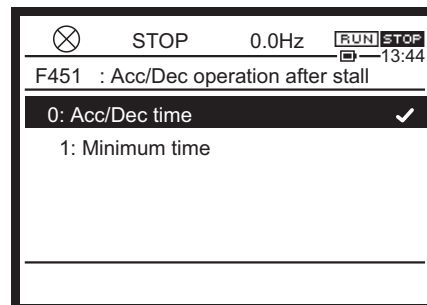 STOP 0.0Hz RUN STOP
13:44
F451 : Acc/Dec operation after stall
0: Acc/Dec time
1: Minimum time